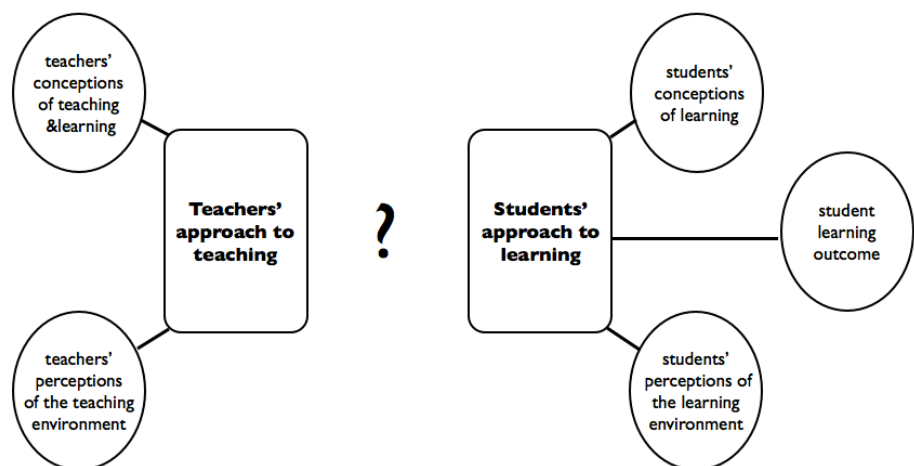 teachers'
conceptions
of teaching
&learning
Teachers'
approach to
teaching
teachers'
perceptions
of the teaching
environment
?
students'
conceptions
of learning
Students'
approach to
learning
student
learning
outcome
students'
perceptions of
the learning
environment